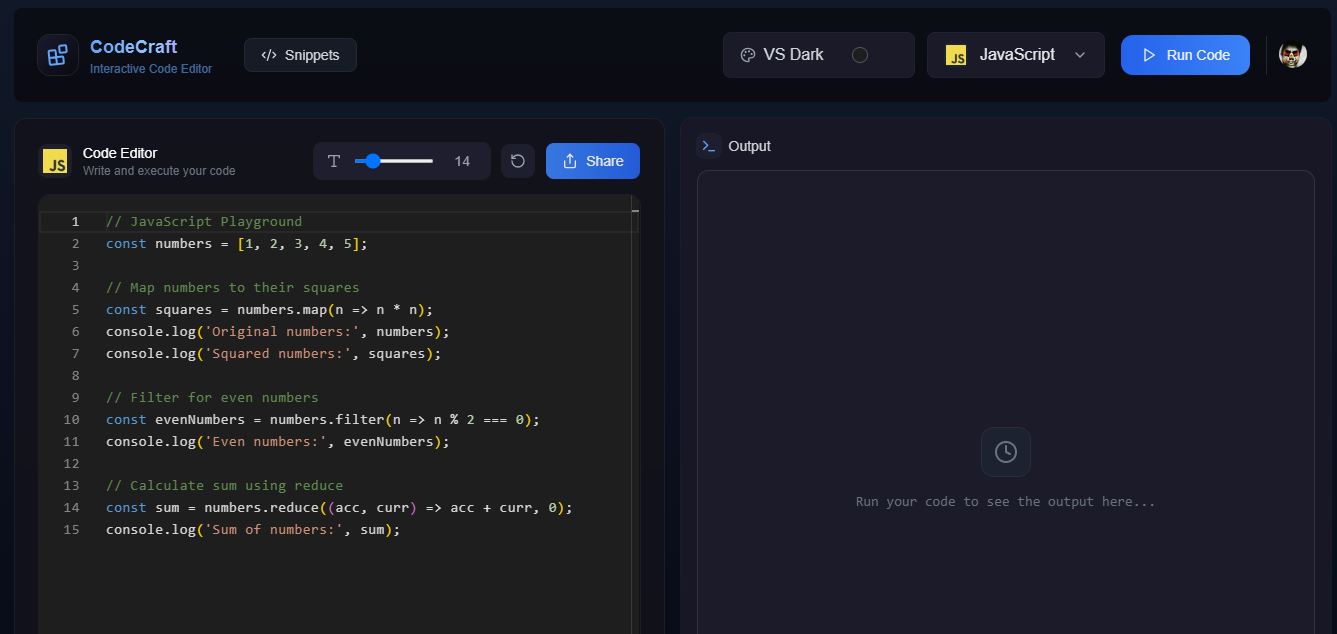 CodeCraft
Interactive Code Editor
</> Snippets
VS Dark
JS JavaScript
Run Code
JS
Code Editor
Write and execute your code
T 14
Share
1 // JavaScript Playground
2 const numbers = [1, 2, 3, 4, 5];
3
4 // Map numbers to their squares
5 const squares = numbers.map(n => n * n);
6 console.log('Original numbers:', numbers);
7 console.log('Squared numbers:', squares);
8
9 // Filter for even numbers
10 const evenNumbers = numbers.filter(n => n % 2 === 0);
11 console.log('Even numbers:', evenNumbers);
12
13 // Calculate sum using reduce
14 const sum = numbers.reduce((acc, curr) => acc + curr, 0);
15 console.log('Sum of numbers:', sum);
>_ Output
Run your code to see the output here...